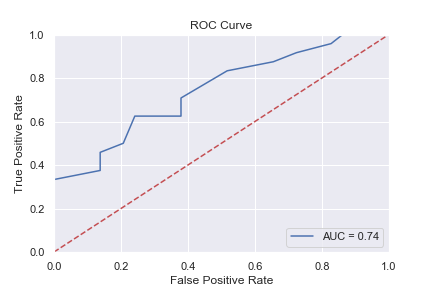 ROC Curve
True Positive Rate
1.0
0.8
0.6
0.4
0.2
0.0
AUC = 0.74
0.0 0.2 0.4 0.6 0.8 1.0
False Positive Rate